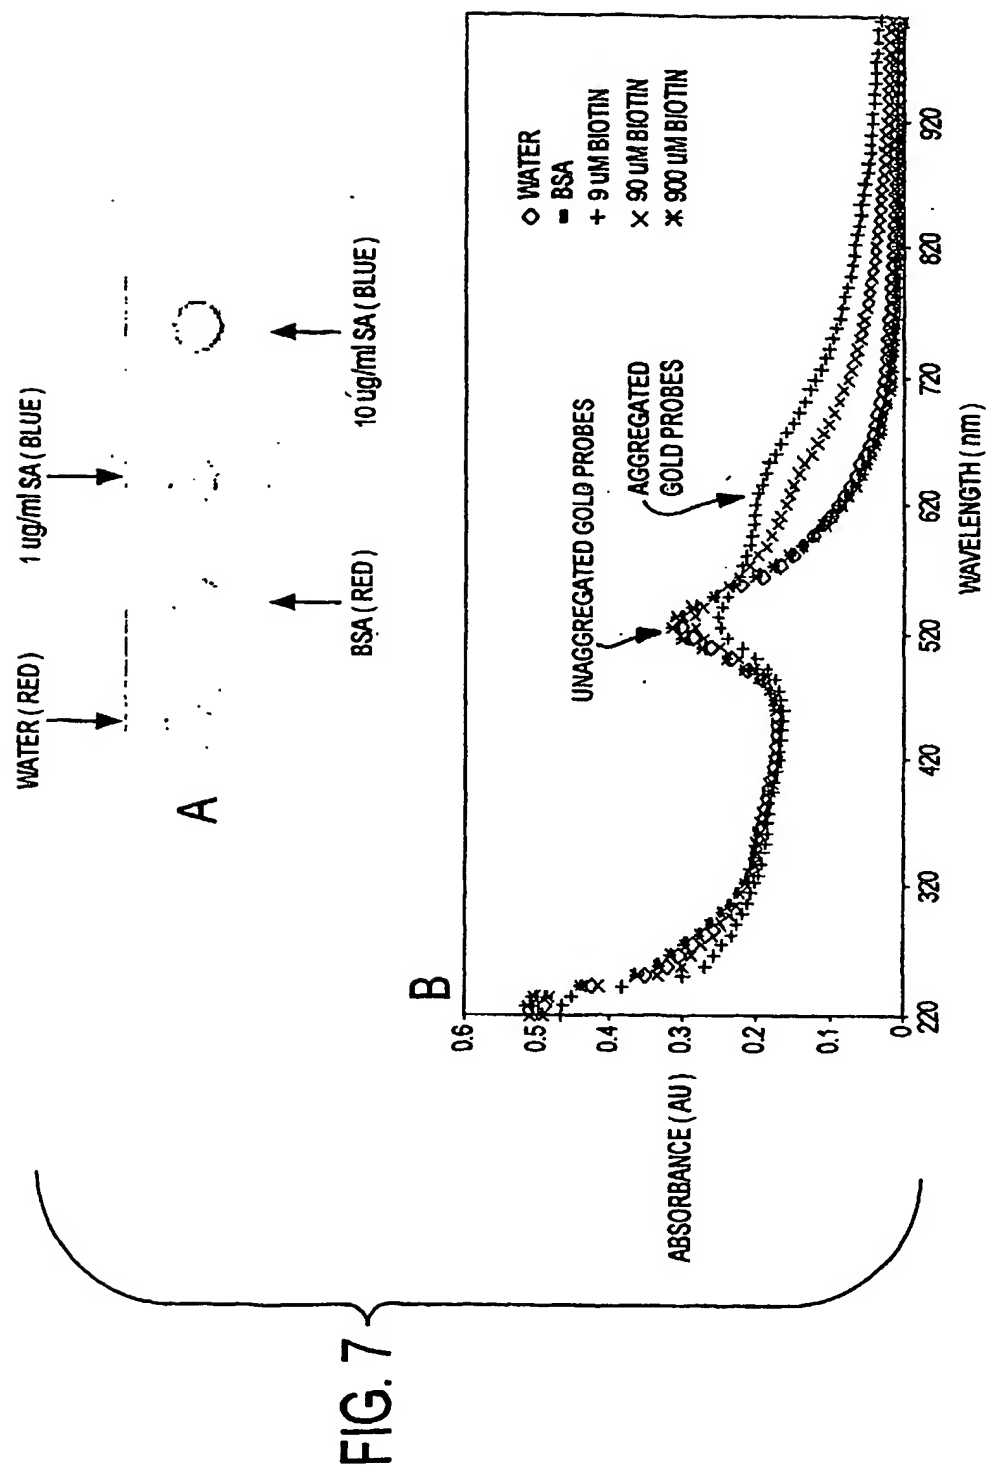 FIG. 7
A
WATER (RED)
1 ug/ml SA (BLUE)
BSA (RED)
10 ug/ml SA (BLUE)
B
ABSORBANCE (AU)
0.6
0.5
0.4
0.3
0.2
0.1
0
220
320
420
520
620
720
820
920
WAVELENGTH (nm)
UNAGGREGATED GOLD PROBES
AGGREGATED
GOLD PROBES
WATER
BSA
9 uM BIOTIN
90 uM BIOTIN
900 uM BIOTIN